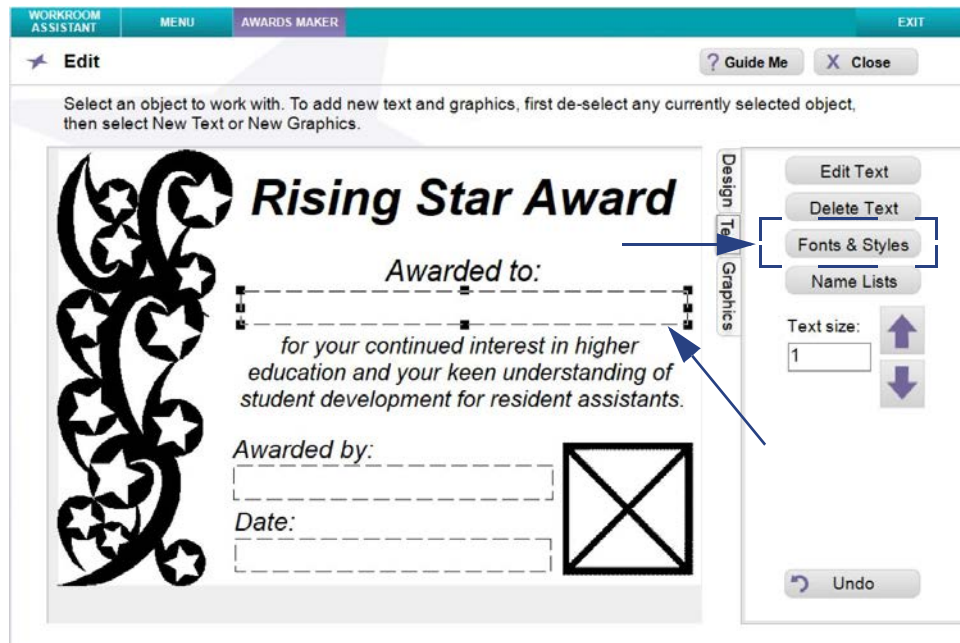 WORKROOM
ASSISTANT
MENU
AWARDS MAKER
EXIT
Edit
? Guide Me
X Close
Select an object to work with. To add new text and graphics, first de-select any currently selected object,
then select New Text or New Graphics.
Rising Star Award
Awarded to:
for your continued interest in higher
education and your keen understanding of
student development for resident assistants.
Awarded by:
Date:
Design
Te
Graphics
Edit Text
Delete Text
Fonts & Styles
Name Lists
Text size:
1
Undo